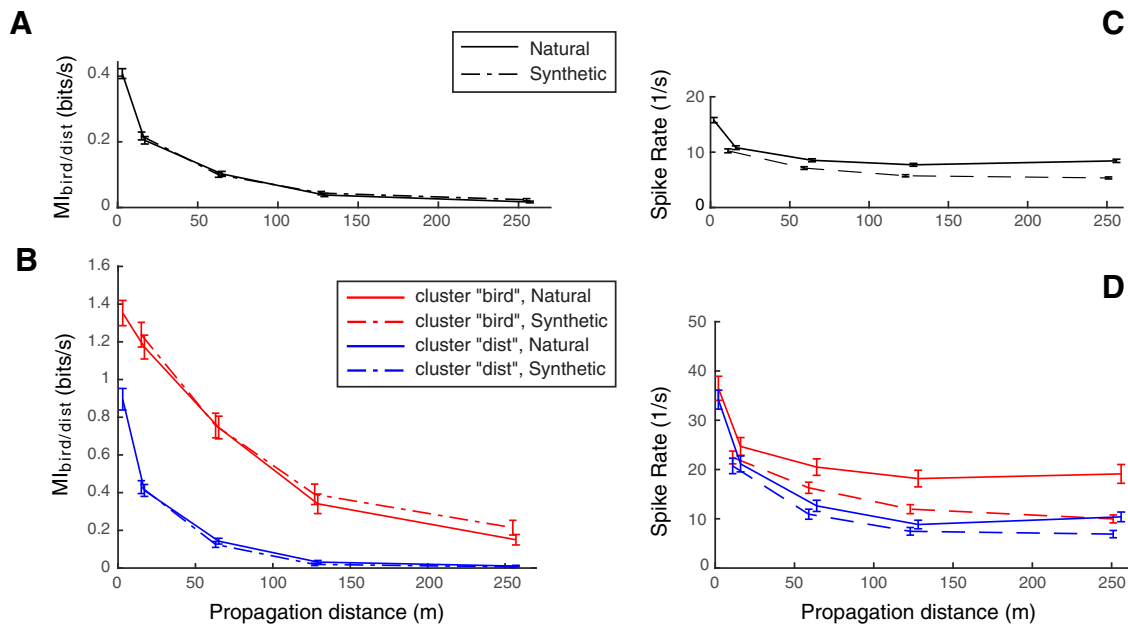 A
MIbird/dist (bits/s)
0.4
0.2
0
0 50 100 150 200 250
Natural
Synthetic
C
Spike Rate (1/s)
20
10
0
0 50 100 150 200 250
B
MIbird/dist (bits/s)
1.6
1.4
1.2
1
0.8
0.6
0.4
0.2
0
0 50 100 150 200 250
Propagation distance (m)
cluster "bird", Natural
cluster "bird", Synthetic
cluster "dist", Natural
cluster "dist", Synthetic
D
Spike Rate (1/s)
50
40
30
20
10
0
0 50 100 150 200 250
Propagation distance (m)